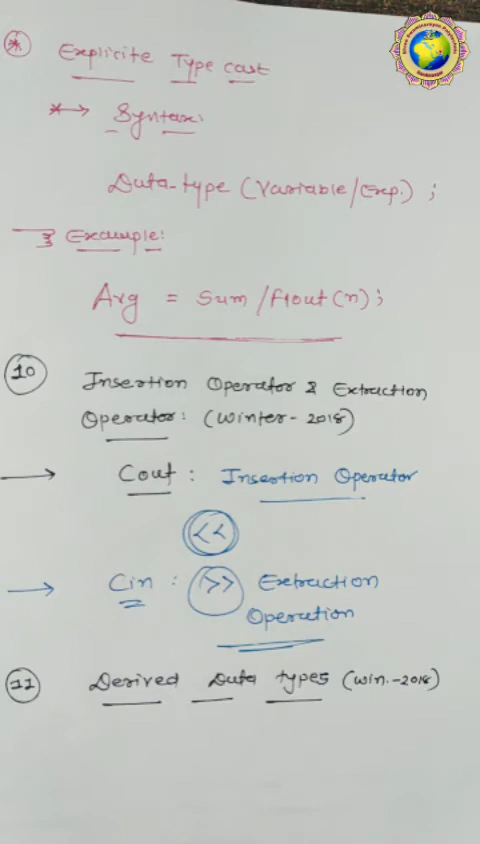 * Explicite Type cast
*→ Syntax:
Data-type (Variable/Exp.) ;
Example:
Avg = Sum /float(n);
10 Insertion Operator & Extraction
Operator: (Winter-2018)
→ Cout : Insertion Operator
<<
→ Cin : >> Extraction
Operation
11 Derived Data types (Win.-2018)